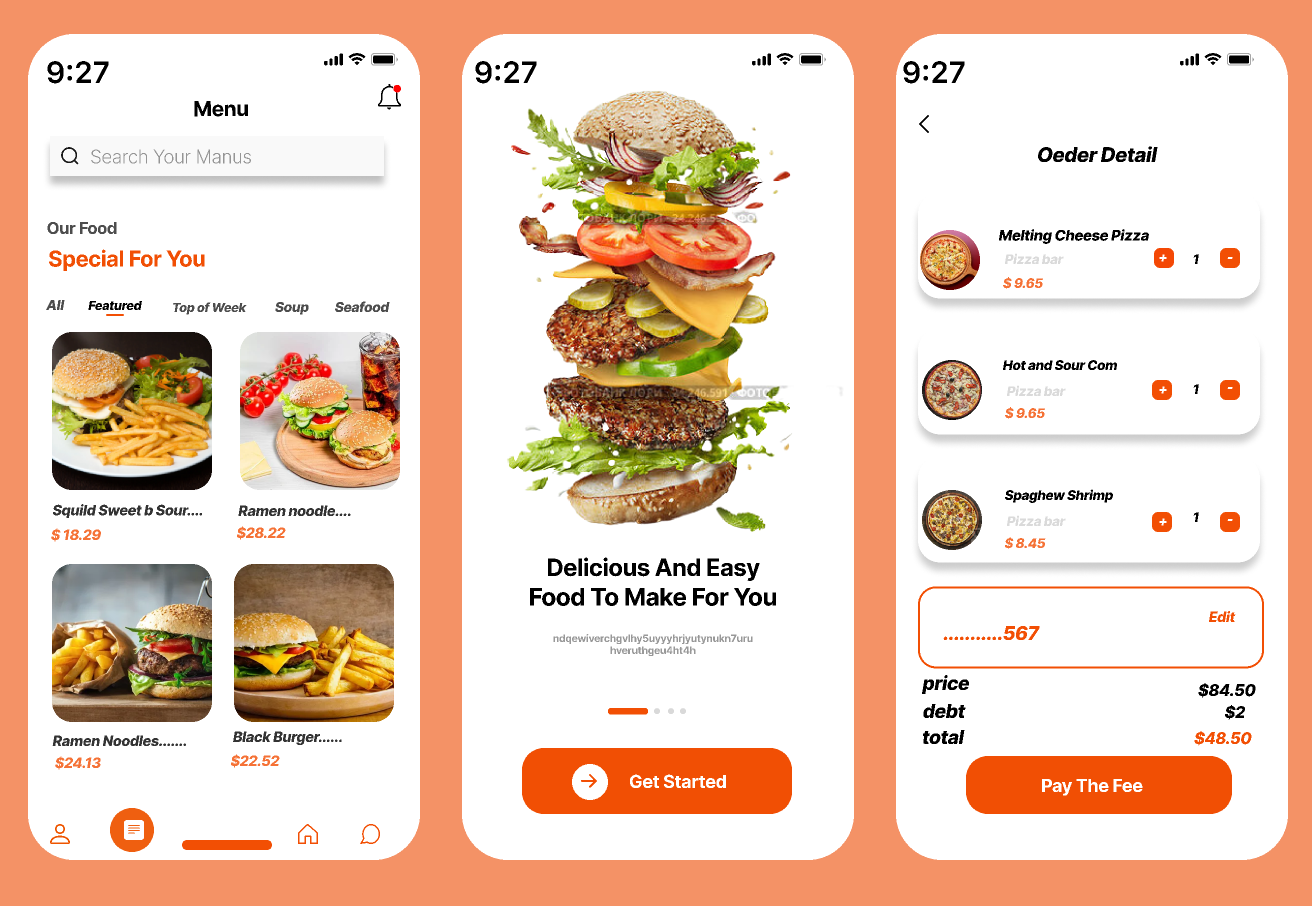 9:27
Menu
Search Your Manus
Our Food
Special For You
All Featured Top of Week Soup Seafood
Squild Sweet b Sour....
$ 18.29
Ramen noodle....
$28.22
Ramen Noodles.......
$24.13
Black Burger......
$22.52
9:27
Delicious And Easy
Food To Make For You
ndqewiverchgvlhy5uyyyhrjyutynukn7uru
hveruthgeu4ht4h
Get Started
9:27
Oeder Detail
Melting Cheese Pizza
Pizza bar
$ 9.65
+ 1 -
Hot and Sour Com
Pizza bar
$ 9.65
+ 1 -
Spaghew Shrimp
Pizza bar
$ 8.45
+ 1 -
Edit
...........567
price $84.50
debt $2
total $48.50
Pay The Fee